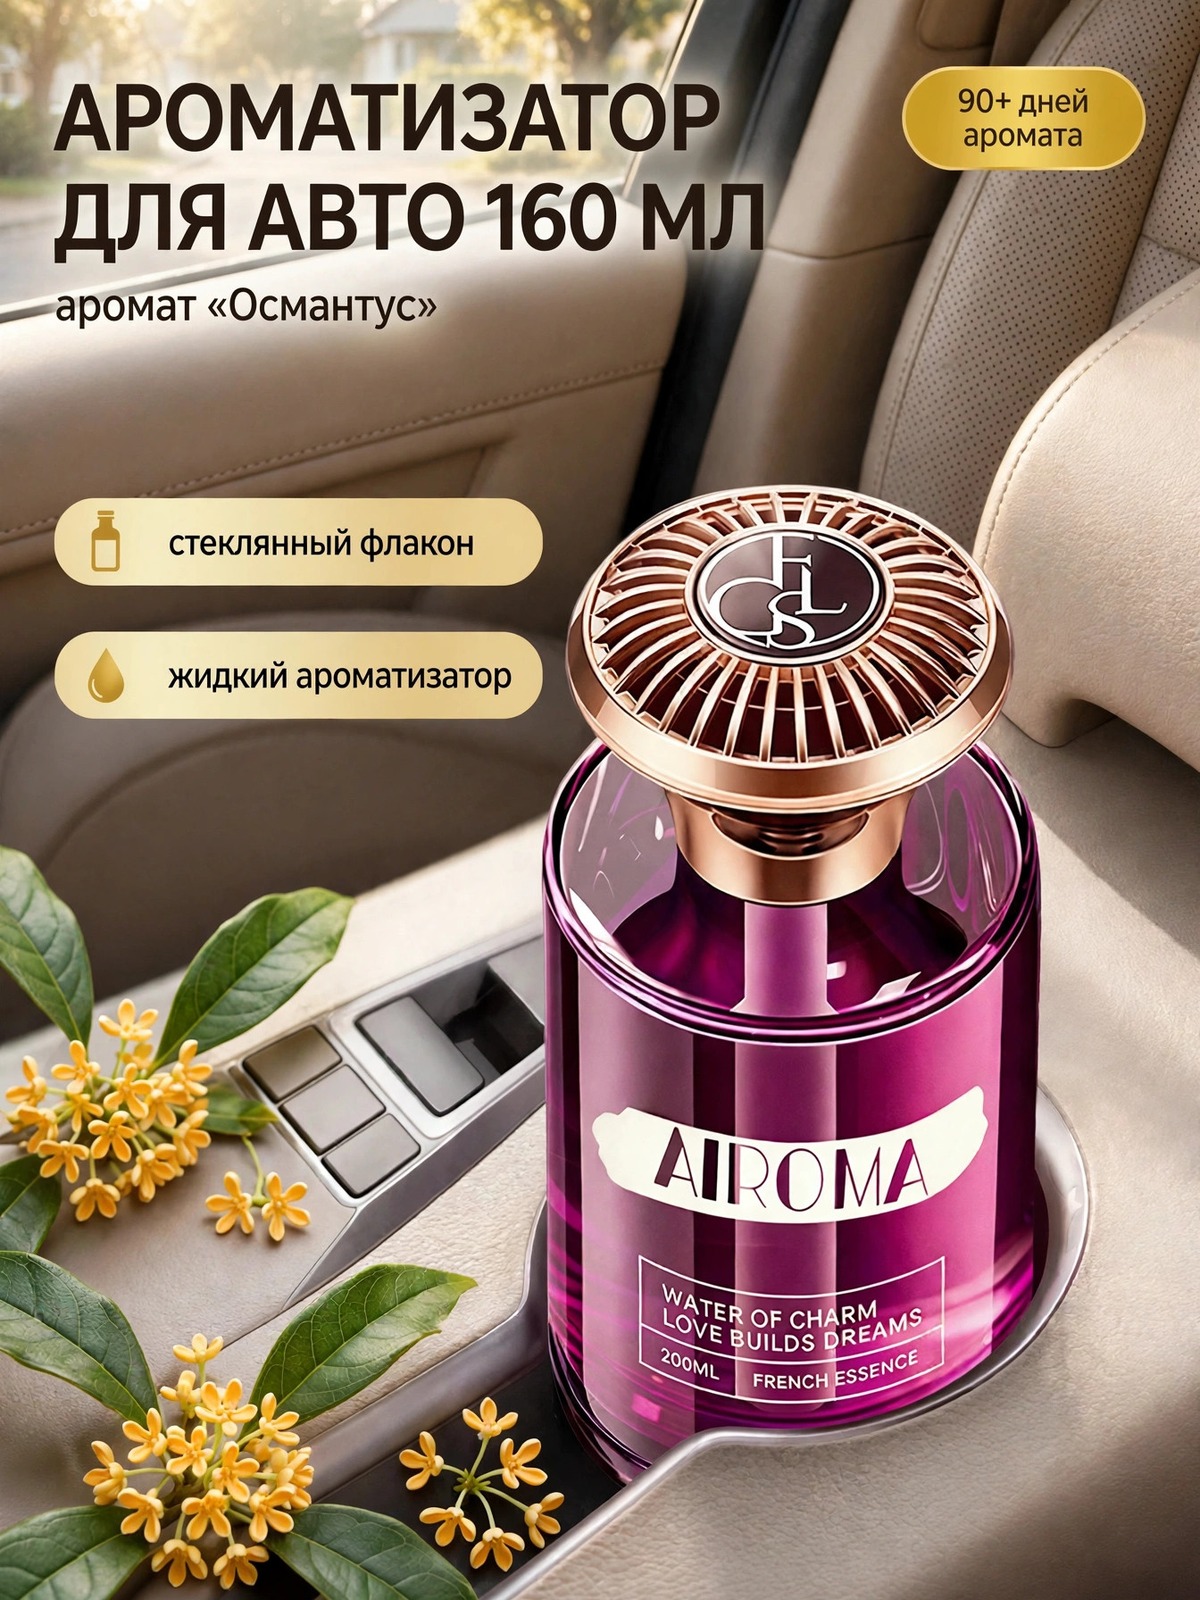 АРОМАТИЗАТОР
ДЛЯ АВТО 160 МЛ
аромат «Османтус»
90+ дней
аромата
стеклянный флакон
жидкий ароматизатор
FLCS
AIROMA
WATER OF CHARM
LOVE BUILDS DREAMS
200ML FRENCH ESSENCE